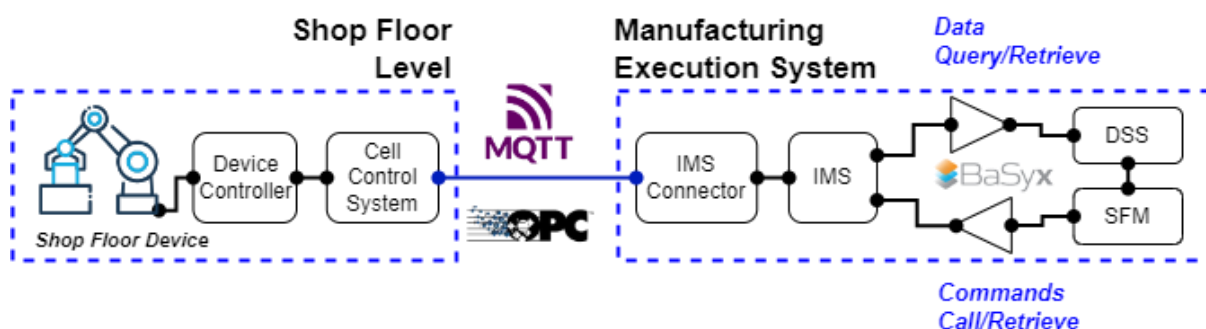 Shop Floor
Level
Manufacturing
Execution System
Data
Query/Retrieve
MQTT
Device
Controller
Cell
Control
System
IMS
Connector
IMS
DSS
BaSyx
SFM
OPC
Shop Floor Device
Commands
Call/Retrieve